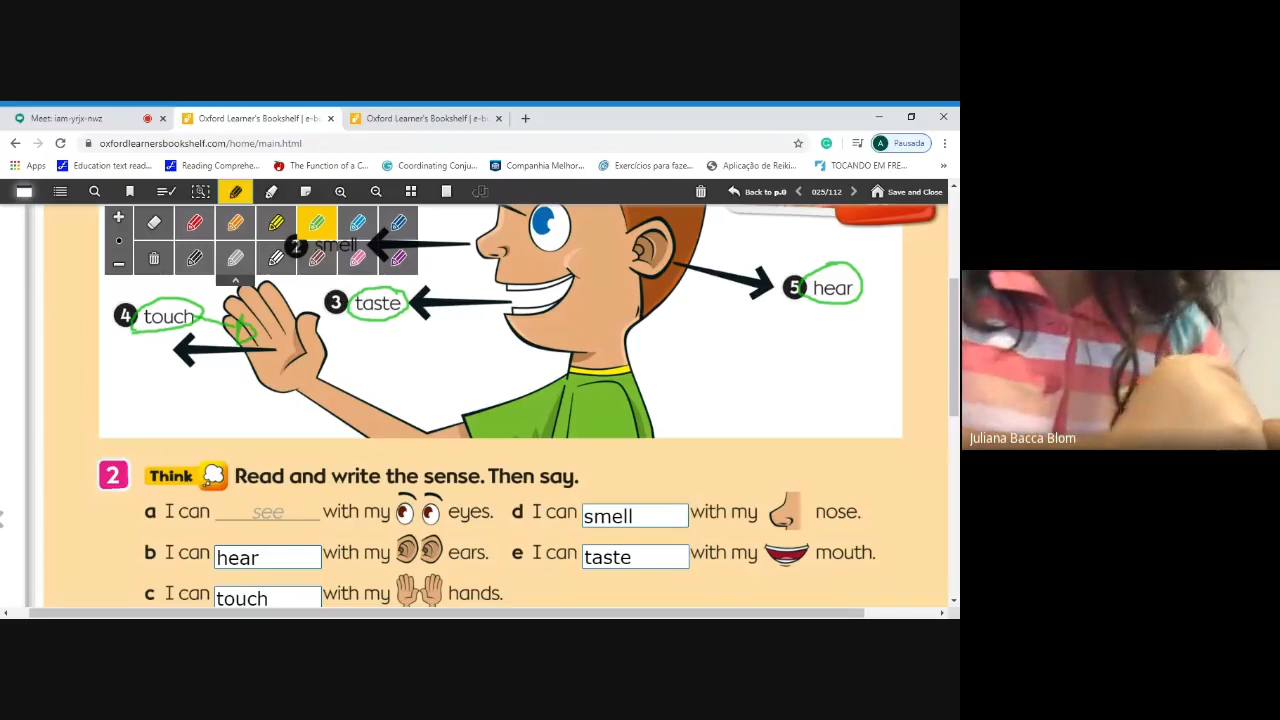 Meet: iam-yrjx-nwz
Oxford Learner's Bookshelf | e-b
Oxford Learner's Bookshelf | e-b
oxfordlearnersbookshelf.com/home/main.html
A Pausada
Apps Education text read... Reading Comprehe... The Function of a C... Coordinating Conju... Companhia Melhor... Exercícios para faze... Aplicação de Reiki... TOCANDO EM FRE... »
Back to p.0 025/112 Save and Close
2 smell
5 hear
3 taste
4 touch
2 Think Read and write the sense. Then say.
a I can see with my eyes.
b I can hear with my ears.
c I can touch with my hands.
d I can smell with my nose.
e I can taste with my mouth.
Juliana Bacca Blom